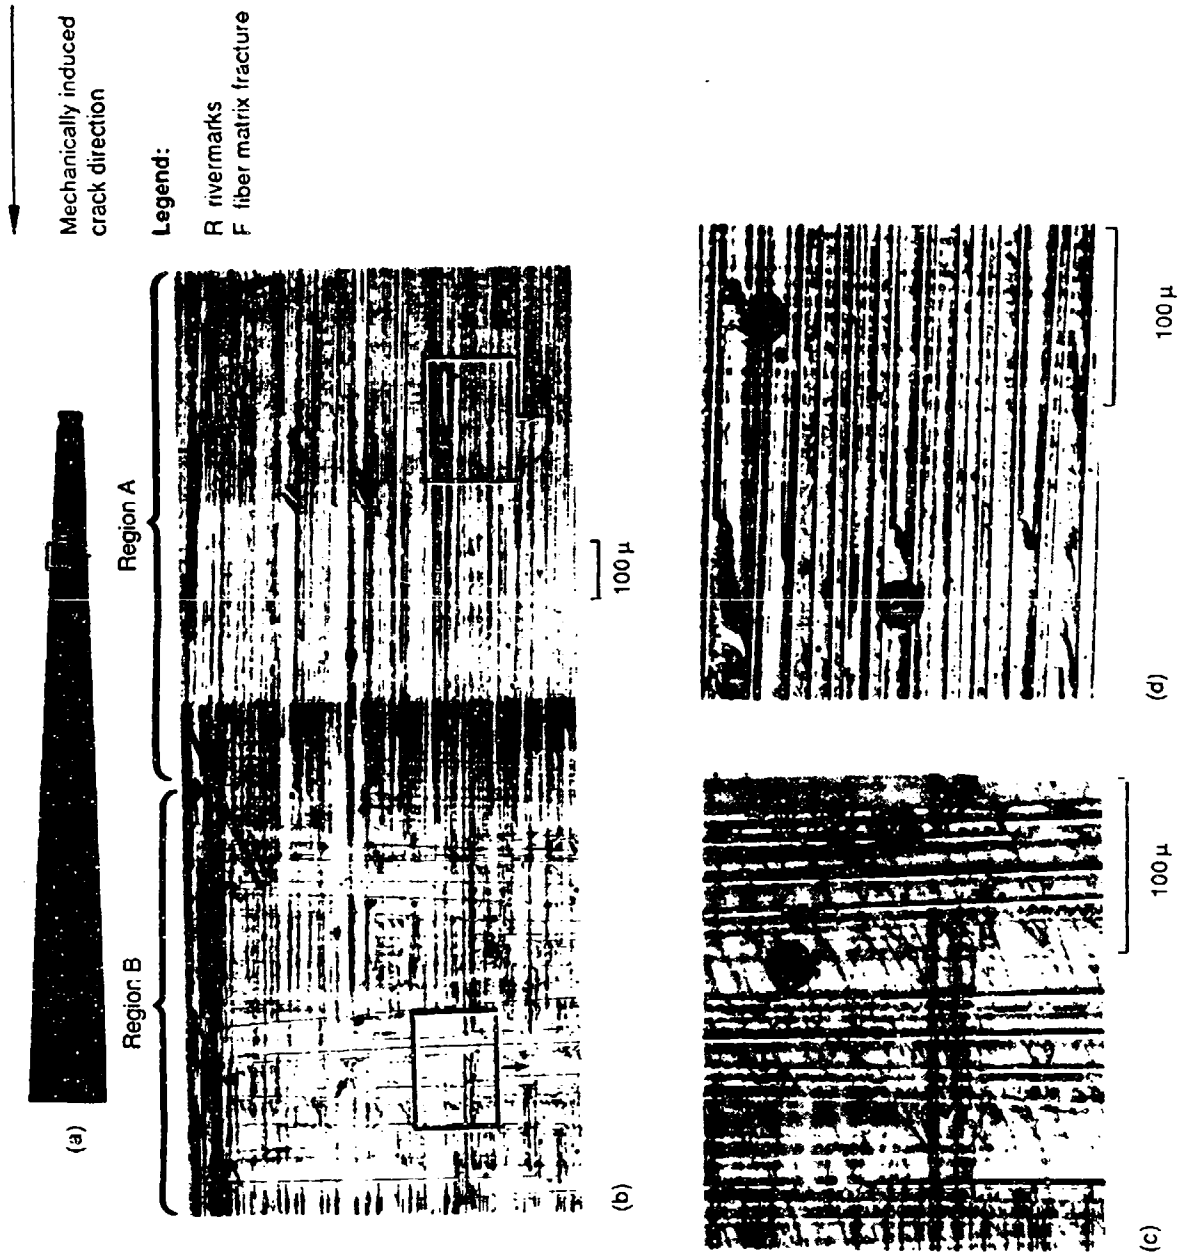 Mechanically induced
crack direction
Legend:
R rivermarks
F fiber matrix fracture
(a)
Region B
Region A
100 μ
(b)
(c)
100 μ
(d)
100 μ